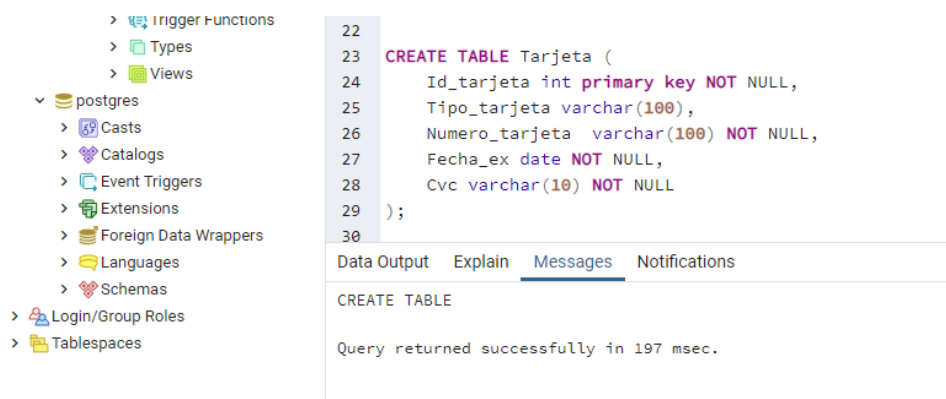 Trigger Functions
Types
Views
postgres
Casts
Catalogs
Event Triggers
Extensions
Foreign Data Wrappers
Languages
Schemas
Login/Group Roles
Tablespaces
22
23 CREATE TABLE Tarjeta (
24 Id_tarjeta int primary key NOT NULL,
25 Tipo_tarjeta varchar(100),
26 Numero_tarjeta  varchar(100) NOT NULL,
27 Fecha_ex date NOT NULL,
28 Cvc varchar(10) NOT NULL
29 );
30
Data Output Explain Messages Notifications
CREATE TABLE
Query returned successfully in 197 msec.